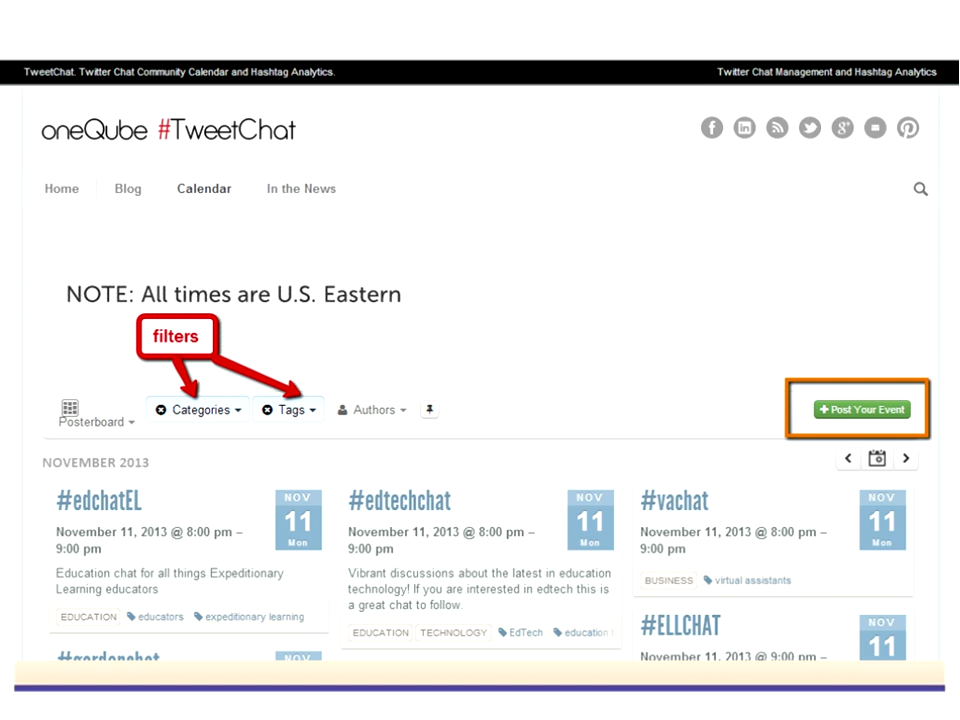 TweetChat. Twitter Chat Community Calendar and Hashtag Analytics.
Twitter Chat Management and Hashtag Analytics
oneQube #TweetChat
Home Blog Calendar In the News
NOTE: All times are U.S. Eastern
filters
Posterboard Categories Tags Authors
Post Your Event
NOVEMBER 2013
#edchatEL
NOV
11
Mon
November 11, 2013 @ 8:00 pm –
9:00 pm
Education chat for all things Expeditionary
Learning educators
EDUCATION educators expeditionary learning
#edtechchat
NOV
11
Mon
November 11, 2013 @ 8:00 pm –
9:00 pm
Vibrant discussions about the latest in education
technology! If you are interested in edtech this is
a great chat to follow.
EDUCATION TECHNOLOGY EdTech education
#vachat
NOV
11
Mon
November 11, 2013 @ 8:00 pm –
9:00 pm
BUSINESS virtual assistants
#ELLCHAT
NOV
11
November 11, 2013 @ 9:00 pm –
NOV